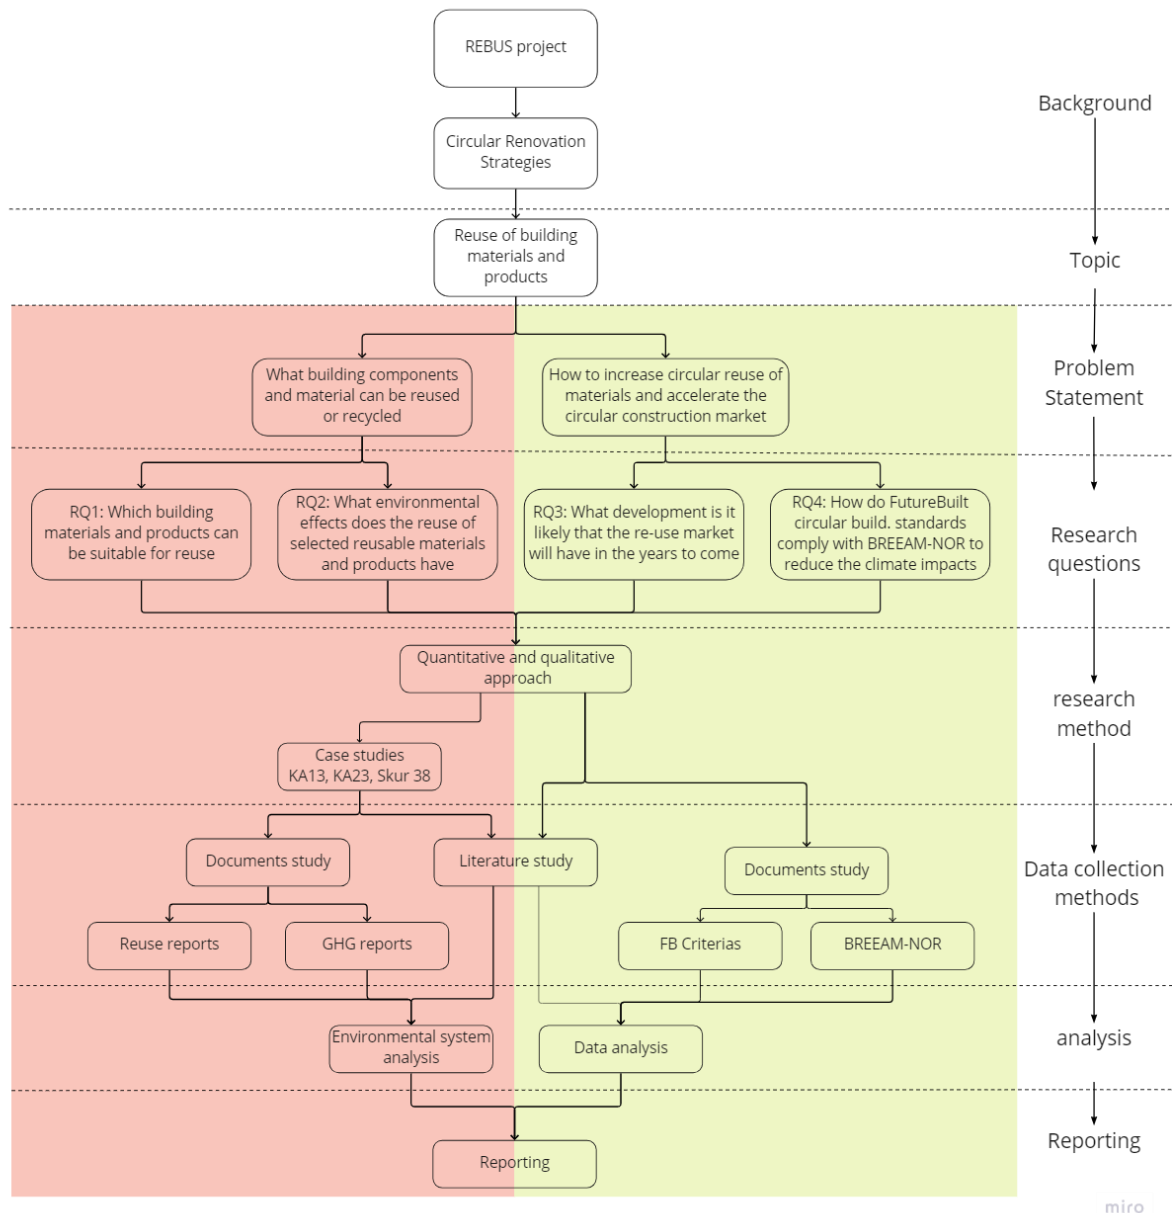 REBUS project
Background
Circular Renovation
Strategies
Reuse of building
materials and
products
Topic
What building components
and material can be reused
or recycled
How to increase circular reuse of
materials and accelerate the
circular construction market
Problem
Statement
RQ1: Which building
materials and products can
be suitable for reuse
RQ2: What environmental
effects does the reuse of
selected reusable materials
and products have
RQ3: What development is it
likely that the re-use market
will have in the years to come
RQ4: How do FutureBuilt
circular build. standards
comply with BREEAM-NOR to
reduce the climate impacts
Research
questions
Quantitative and qualitative
approach
research
method
Case studies
KA13, KA23, Skur 38
Documents study
Literature study
Documents study
Data collection
methods
Reuse reports
GHG reports
FB Criterias
BREEAM-NOR
Environmental system
analysis
Data analysis
analysis
Reporting
Reporting
miro